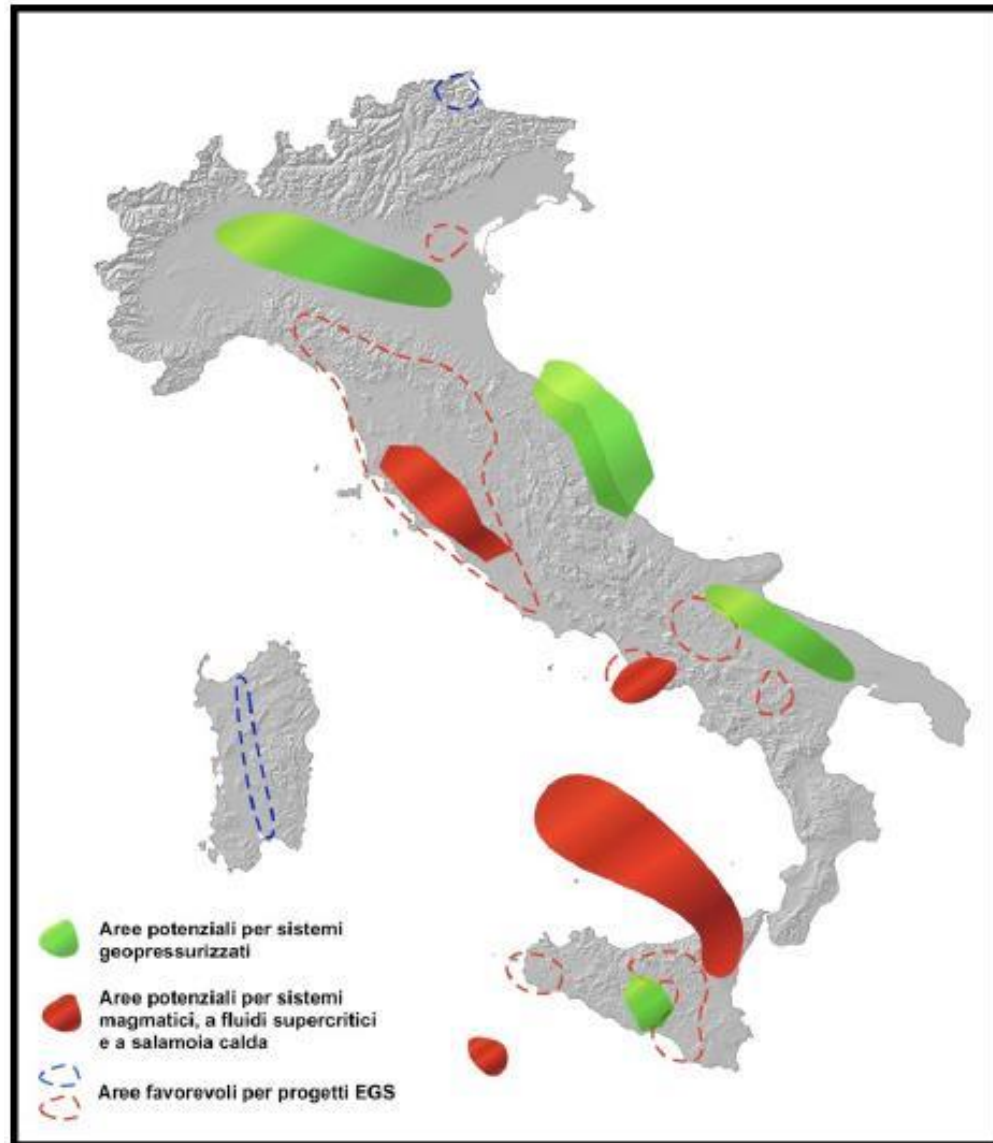 Aree potenziali per sistemi
geopressurizzati
Aree potenziali per sistemi
magmatici, a fluidi supercritici
e a salamoia calda
Aree favorevoli per progetti EGS